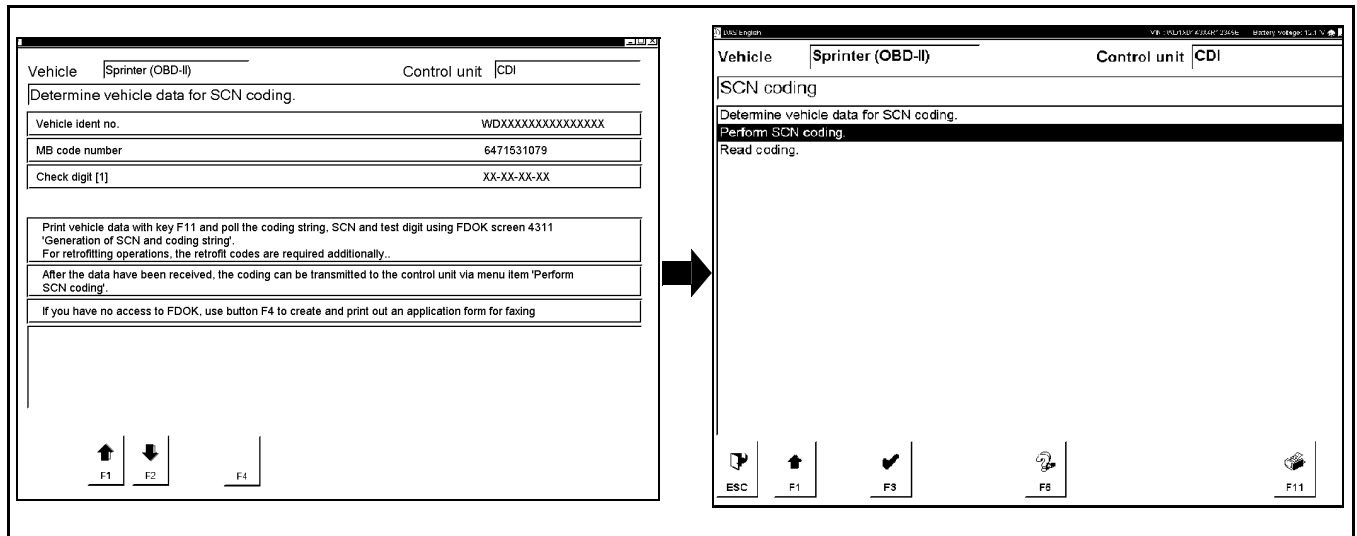 Vehicle Sprinter (OBD-II) Control unit CDI
Determine vehicle data for SCN coding.
Vehicle ident no. WDXXXXXXXXXXXXXXX
MB code number 6471531079
Check digit [1] XX-XX-XX-XX
Print vehicle data with key F11 and poll the coding string, SCN and test digit using FDOK screen 4311
'Generation of SCN and coding string'.
For retrofitting operations, the retrofit codes are required additionally..
After the data have been received, the coding can be transmitted to the control unit via menu item 'Perform
SCN coding'.
If you have no access to FDOK, use button F4 to create and print out an application form for faxing
F1 F2 F4
DAS English Battery voltage: 12.1 V
Vehicle Sprinter (OBD-II) Control unit CDI
SCN coding
Determine vehicle data for SCN coding.
Perform SCN coding.
Read coding.
ESC F1 F3 F6 F11